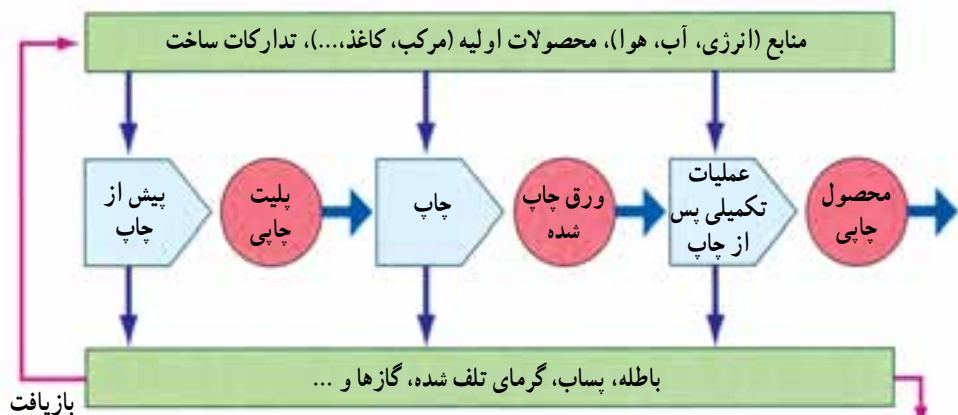 منابع (انرژی، آب، هوا)، محصولات اولیه (مرکب، کاغذ،...)، تدارکات ساخت
پیش از
چاپ
پلیت
چاپی
چاپ
ورق چاپ
شده
عملیات
تکمیلی پس
از چاپ
محصول
چاپی
باطله، پساب، گرمای تلف شده، گازها و ...
بازیافت